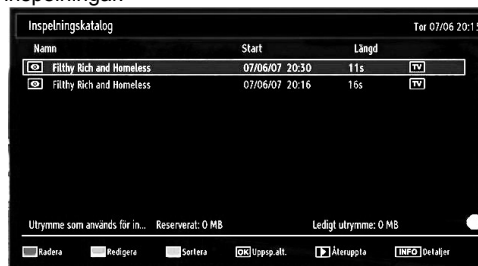 Inspelningskatalog Tor 07/06 20:15
Namn Start Längd
Filthy Rich and Homeless 07/06/07 20:30 11s TV
Filthy Rich and Homeless 07/06/07 20:16 16s TV
Utrymme som används för in... Reserverat: 0 MB Ledigt utrymme: 0 MB
Radera Redigera Sortera OK Uppsp.alt. Återuppta INFO Detaljer